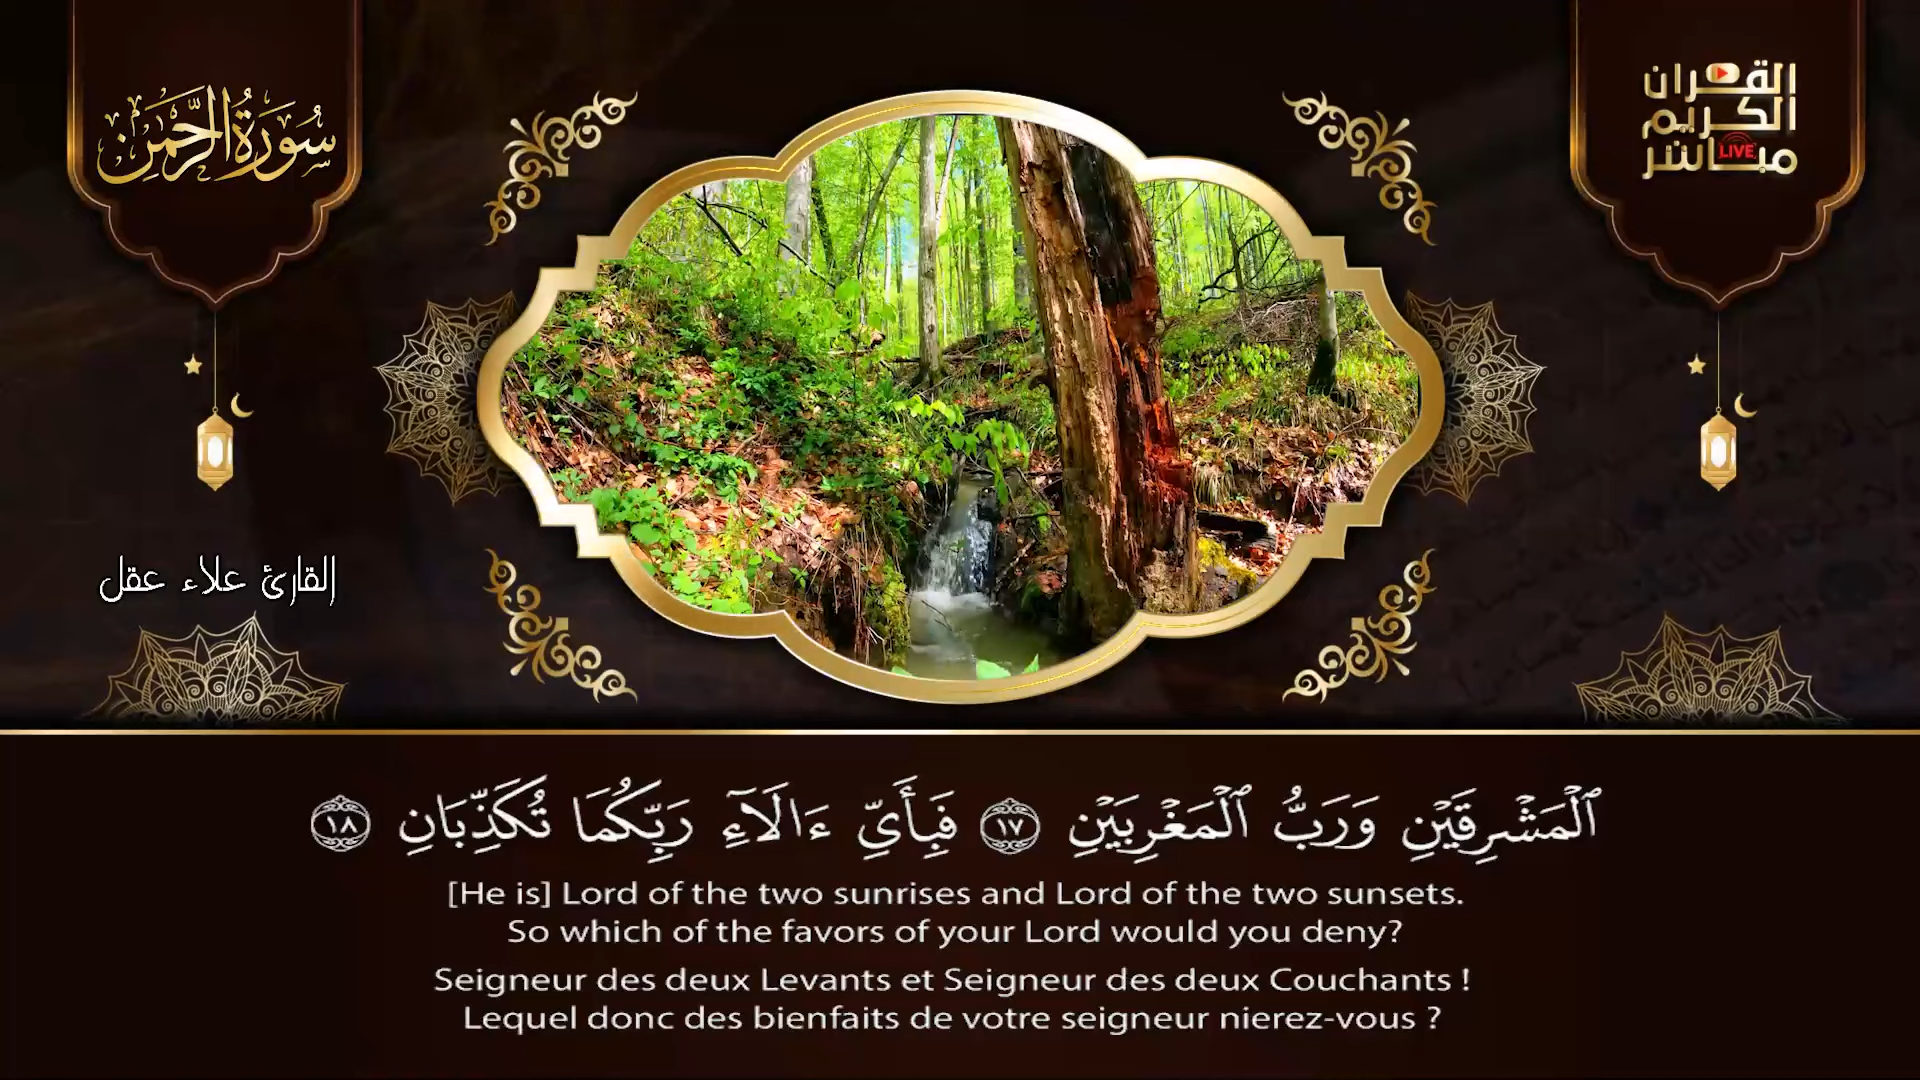 سُورَةُ الرَّحْمَٰنِ
القرآن
الكريم
مباشر
LIVE
القارئ علاء عقل
ٱلْمَشْرِقَيْنِ وَرَبُّ ٱلْمَغْرِبَيْنِ ١٧ فَبِأَيِّ ءَالَآءِ رَبِّكُمَا تُكَذِّبَانِ ١٨
[He is] Lord of the two sunrises and Lord of the two sunsets.
So which of the favors of your Lord would you deny?
Seigneur des deux Levants et Seigneur des deux Couchants !
Lequel donc des bienfaits de votre seigneur nierez-vous ?